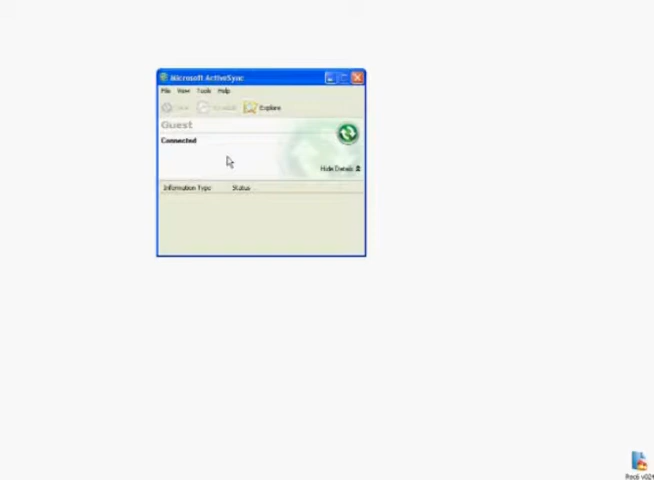 Microsoft ActiveSync
File View Tools Help
Explore
Guest
Connected
Hide Details
Information Type Status